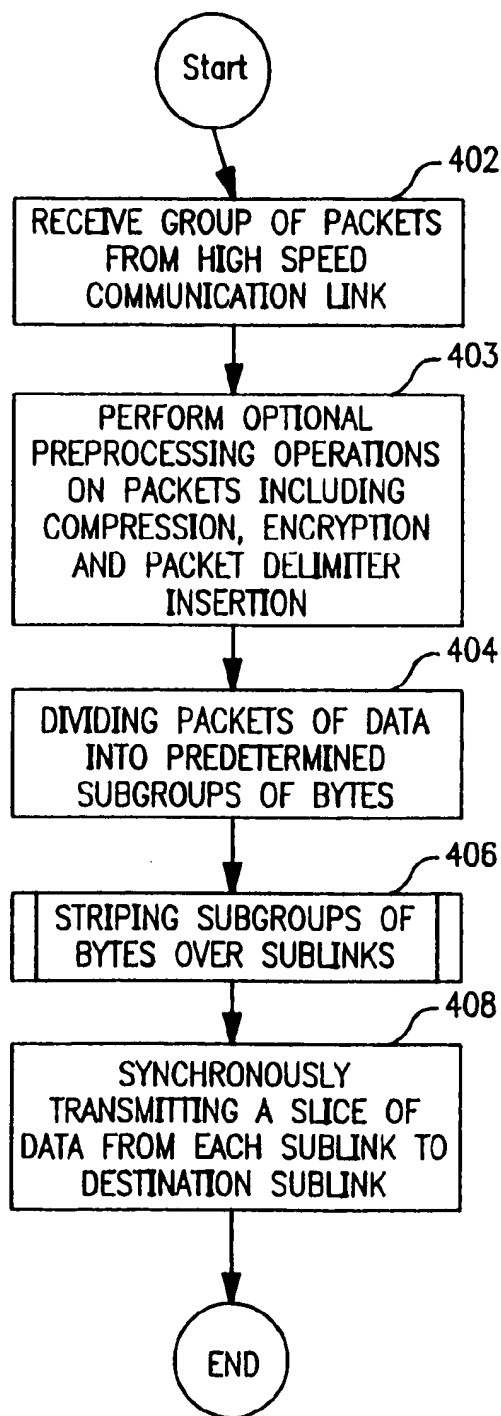 Start
402
RECEIVE GROUP OF PACKETS
FROM HIGH SPEED
COMMUNICATION LINK
403
PERFORM OPTIONAL
PREPROCESSING OPERATIONS
ON PACKETS INCLUDING
COMPRESSION, ENCRYPTION
AND PACKET DELIMITER
INSERTION
404
DIVIDING PACKETS OF DATA
INTO PREDETERMINED
SUBGROUPS OF BYTES
406
STRIPING SUBGROUPS OF
BYTES OVER SUBLINKS
408
SYNCHRONOUSLY
TRANSMITTING A SLICE OF
DATA FROM EACH SUBLINK TO
DESTINATION SUBLINK
END